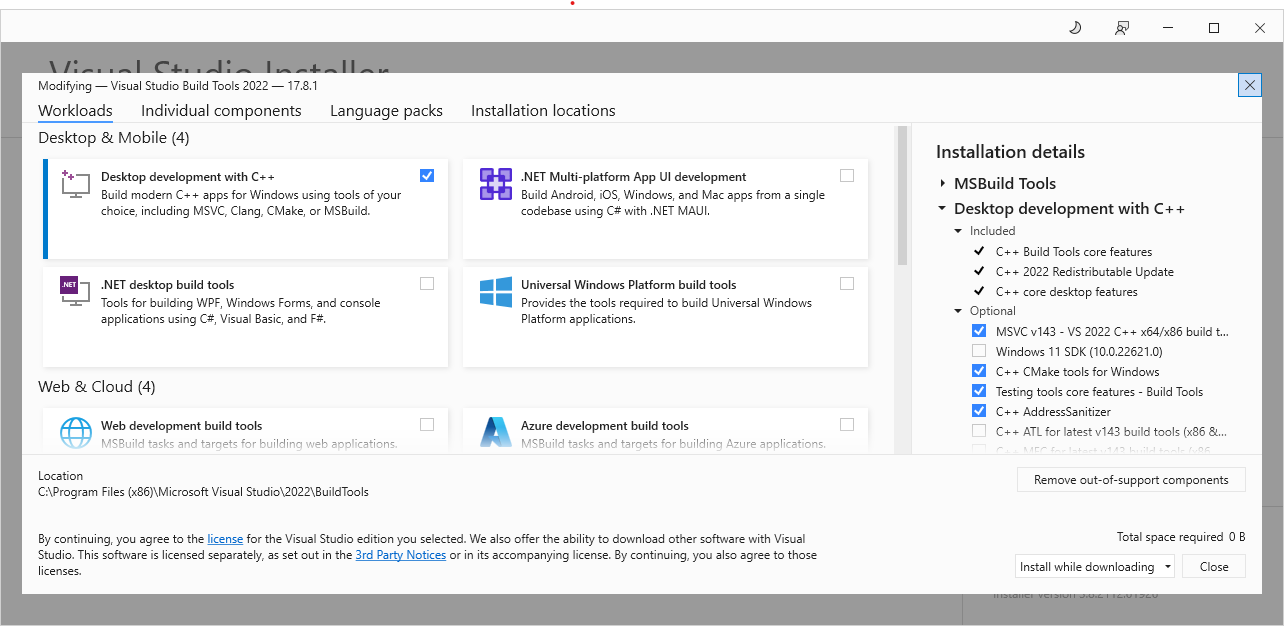 Visual Studio Installer
Modifying — Visual Studio Build Tools 2022 — 17.8.1
Workloads Individual components Language packs Installation locations
Desktop & Mobile (4)
Desktop development with C++
Build modern C++ apps for Windows using tools of your
choice, including MSVC, Clang, CMake, or MSBuild.
.NET Multi-platform App UI development
Build Android, iOS, Windows, and Mac apps from a single
codebase using C# with .NET MAUI.
.NET
.NET desktop build tools
Tools for building WPF, Windows Forms, and console
applications using C#, Visual Basic, and F#.
Universal Windows Platform build tools
Provides the tools required to build Universal Windows
Platform applications.
Web & Cloud (4)
Web development build tools
MSBuild tasks and targets for building web applications.
Azure development build tools
MSBuild tasks and targets for building Azure applications.
Installation details
MSBuild Tools
Desktop development with C++
Included
C++ Build Tools core features
C++ 2022 Redistributable Update
C++ core desktop features
Optional
MSVC v143 - VS 2022 C++ x64/x86 build t...
Windows 11 SDK (10.0.22621.0)
C++ CMake tools for Windows
Testing tools core features - Build Tools
C++ AddressSanitizer
C++ ATL for latest v143 build tools (x86 &...
C++ MFC for latest v143 build tools (x86
Location
C:\Program Files (x86)\Microsoft Visual Studio\2022\BuildTools
Remove out-of-support components
By continuing, you agree to the license for the Visual Studio edition you selected. We also offer the ability to download other software with Visual
Studio. This software is licensed separately, as set out in the 3rd Party Notices or in its accompanying license. By continuing, you also agree to those
licenses.
Total space required 0 B
Install while downloading Close
Installer version